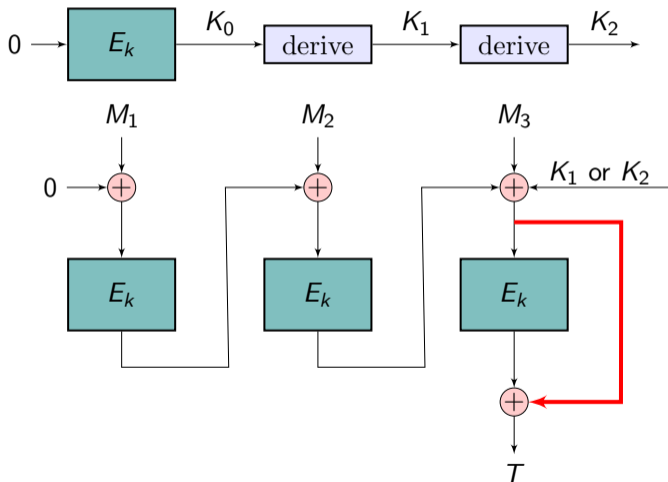 0 E_k K_0 derive K_1 derive K_2
M_1 M_2 M_3
0 + + + K_1 or K_2
E_k E_k E_k
+
T